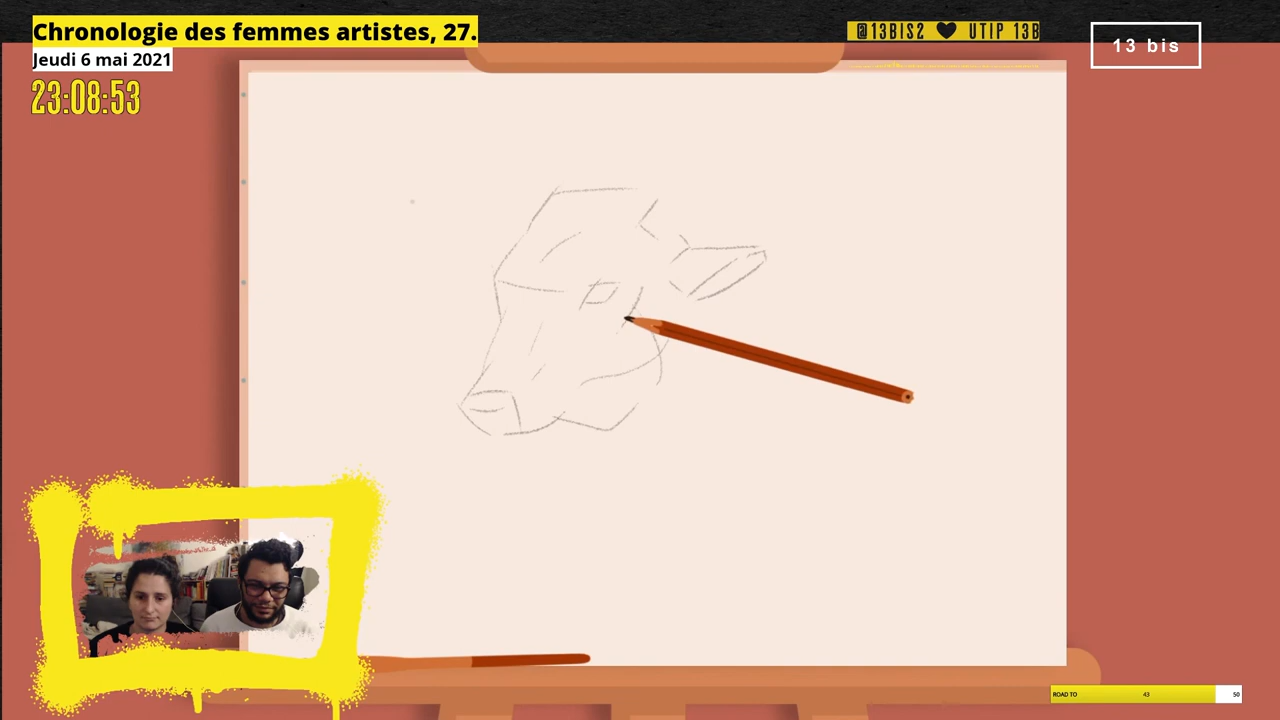 Chronologie des femmes artistes, 27.
Jeudi 6 mai 2021
23:08:53
@13BIS2 ♥ UTIP 13B
13 bis
ROAD TO 43 50